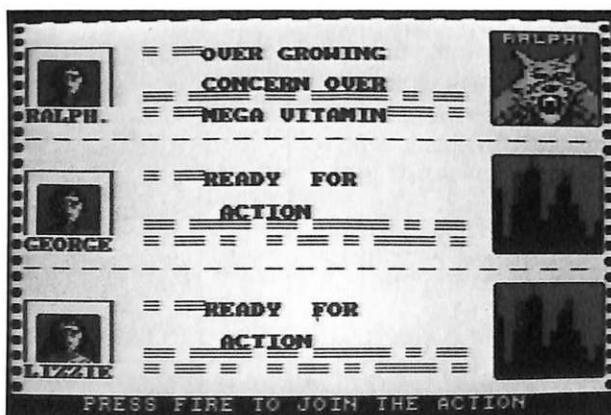 OVER GROWING
RALPH!
CONCERN OVER
RALPH.
MEGA VITAMIN
READY FOR
ACTION
GEORGE
READY FOR
ACTION
LIZZIE
PRESS FIRE TO JOIN THE ACTION